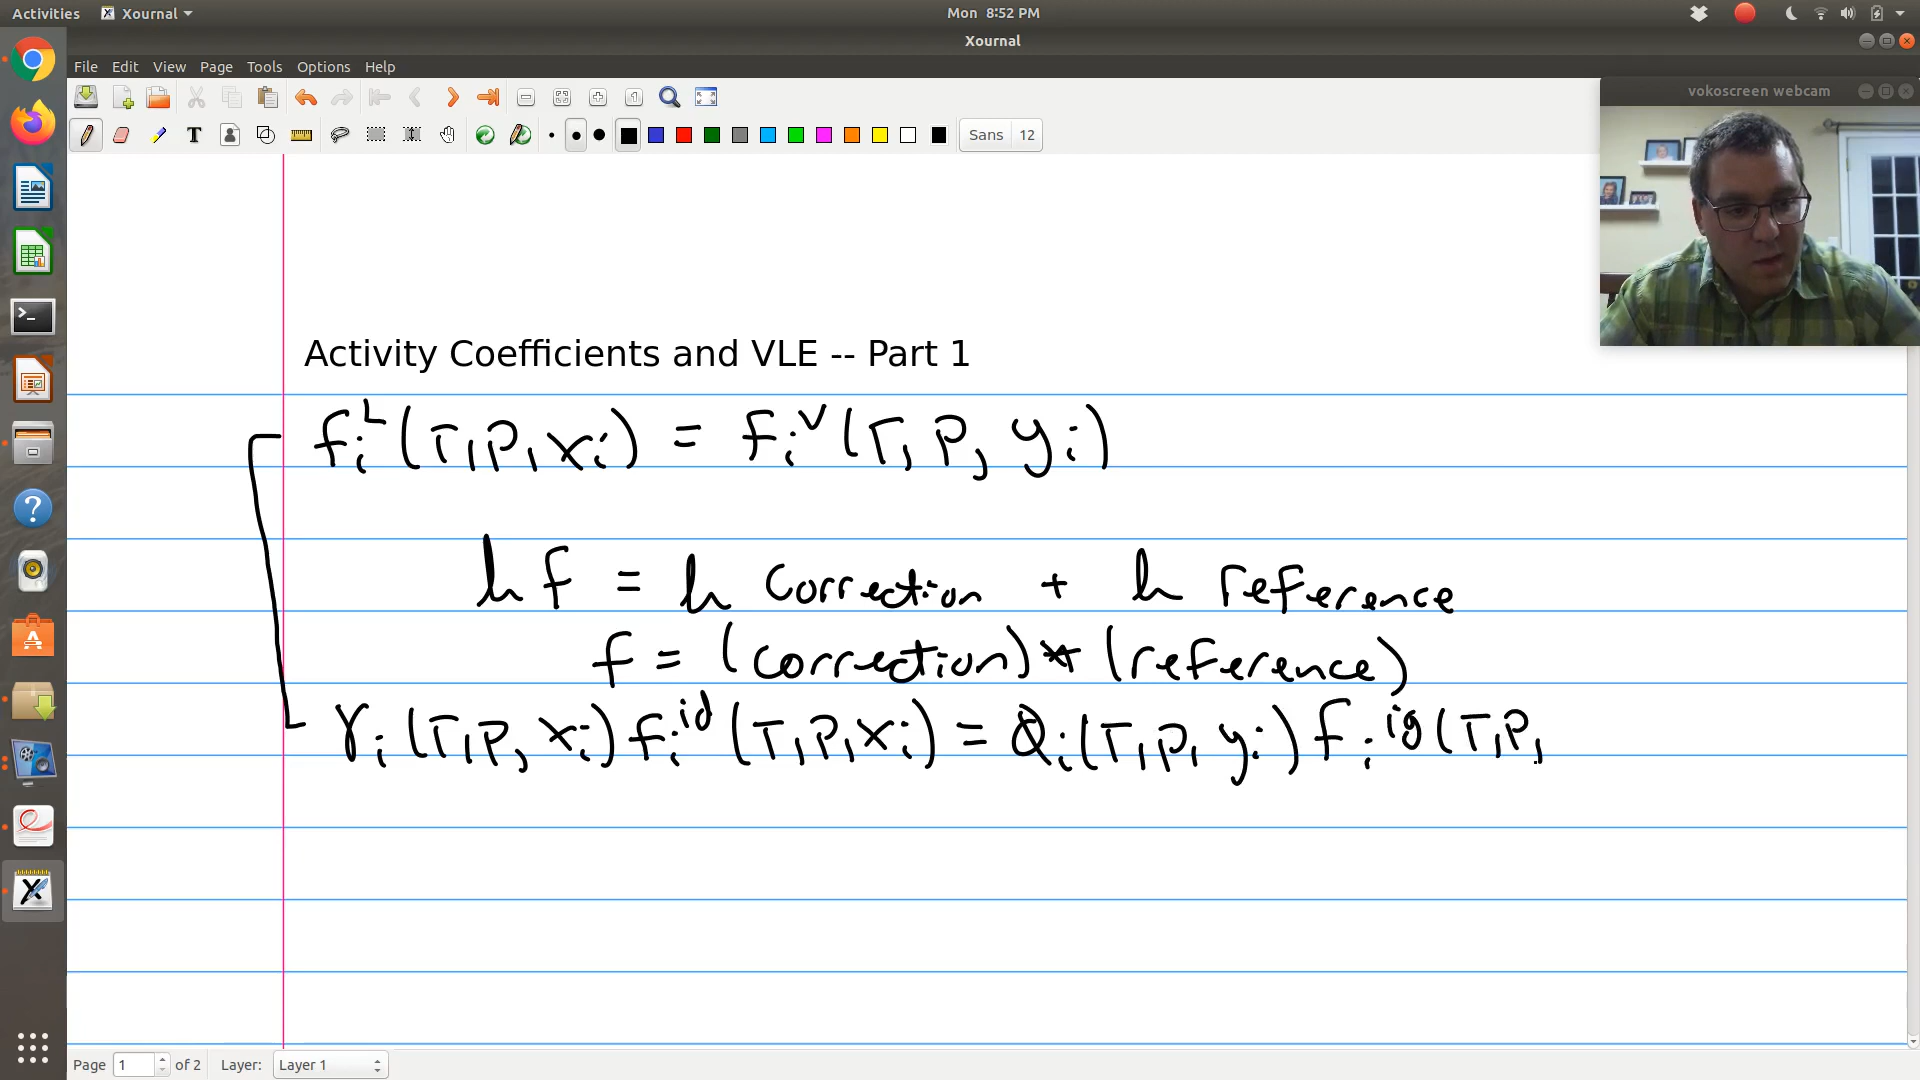 Activities Xournal Mon 8:52 PM
Xournal
File Edit View Page Tools Options Help
vokoscreen webcam
T Sans 12
Activity Coefficients and VLE -- Part 1
fᵢᴸ(T,P,xᵢ) = fᵢⱽ(T,P,yᵢ)
ln f = ln correction + ln reference
f = (correction) * (reference)
γᵢ(T,P,xᵢ) fᵢⁱᵈ(T,P,xᵢ) = Φᵢ(T,P,yᵢ) fᵢⁱᵍ(T,P,
Page 1 of 2 Layer: Layer 1